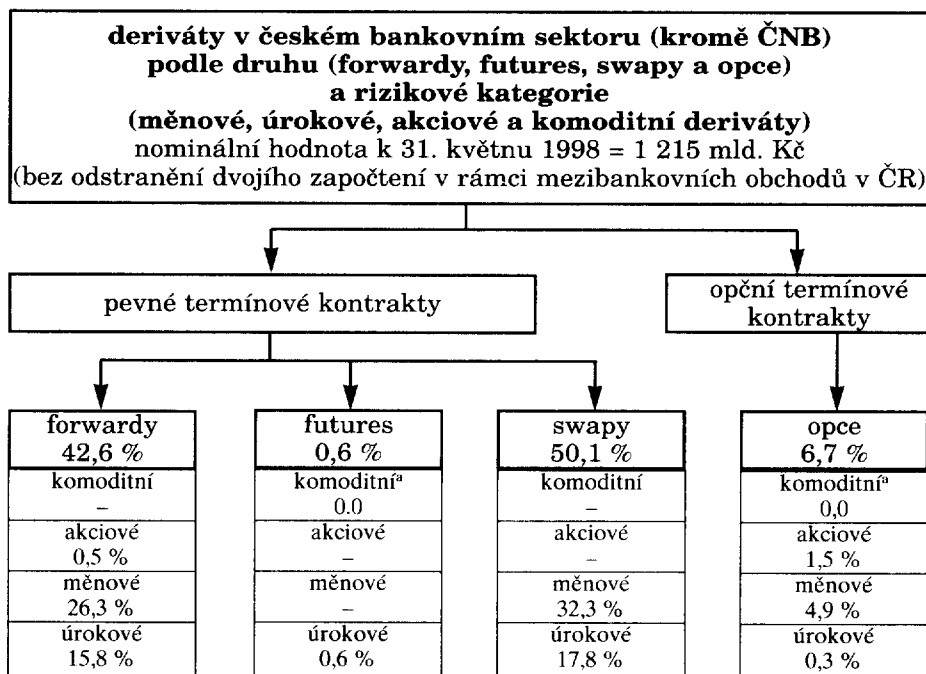 deriváty v českém bankovním sektoru (kromě ČNB)
podle druhu (forwardy, futures, swapy a opce)
a rizikové kategorie
(měnové, úrokové, akciové a komoditní deriváty)
nominální hodnota k 31. květnu 1998 = 1 215 mld. Kč
(bez odstranění dvojího započtení v rámci mezibankovních obchodů v ČR)
pevné termínové kontrakty
opční termínové
kontrakty
forwardy
42,6 %
komoditní
–
akciové
0,5 %
měnové
26,3 %
úrokové
15,8 %
futures
0,6 %
komoditníª
0.0
akciové
–
měnové
–
úrokové
0,6 %
swapy
50,1 %
komoditní
–
akciové
–
měnové
32,3 %
úrokové
17,8 %
opce
6,7 %
komoditníª
0,0
akciové
1,5 %
měnové
4,9 %
úrokové
0,3 %